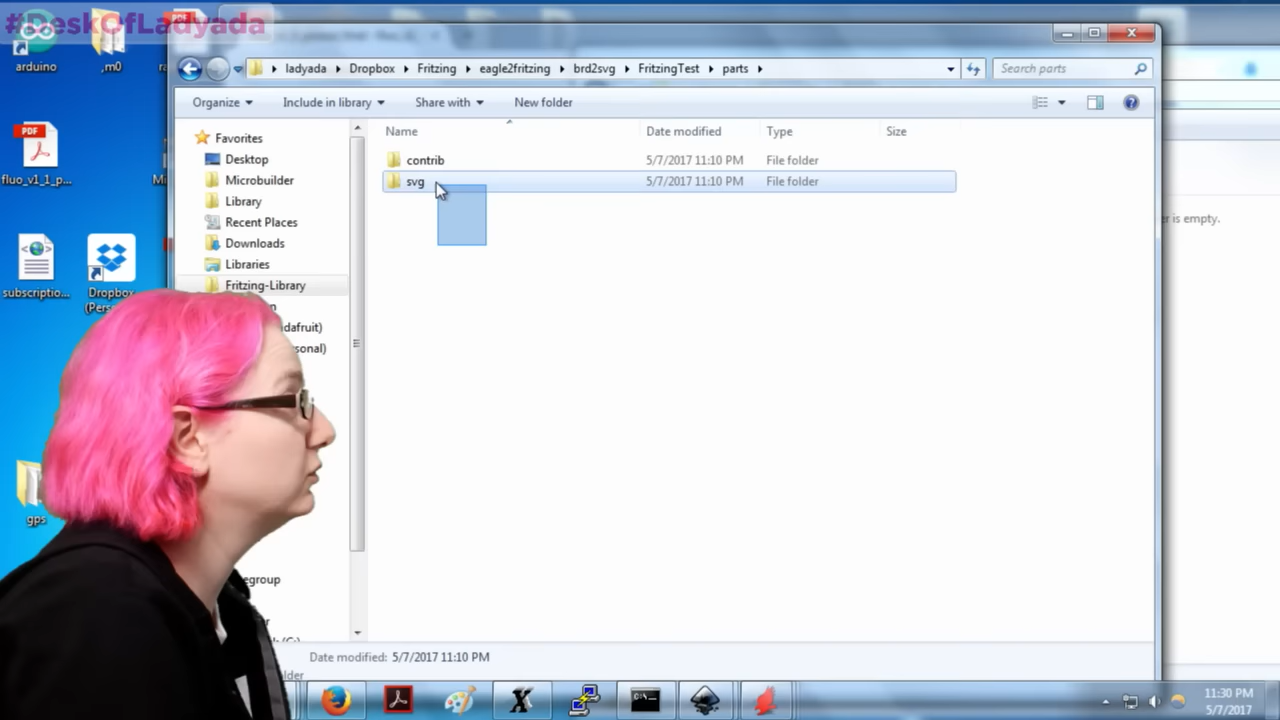 #DeskOfLadyada
arduino
,m0
PDF
fluo_v1_1_p...
subscriptio...
Dropbox
(Pers
gps
ladyada
Dropbox
Fritzing
eagle2fritzing
brd2svg
FritzingTest
parts
Search parts
Organize
Include in library
Share with
New folder
Name
Date modified
Type
Size
Favorites
Desktop
Microbuilder
Library
Recent Places
Downloads
Libraries
Fritzing-Library
dafruit)
sonal)
egroup
contrib 5/7/2017 11:10 PM File folder
svg 5/7/2017 11:10 PM File folder
er is empty.
Date modified: 5/7/2017 11:10 PM
lder
C:\_
11:30 PM
5/7/2017